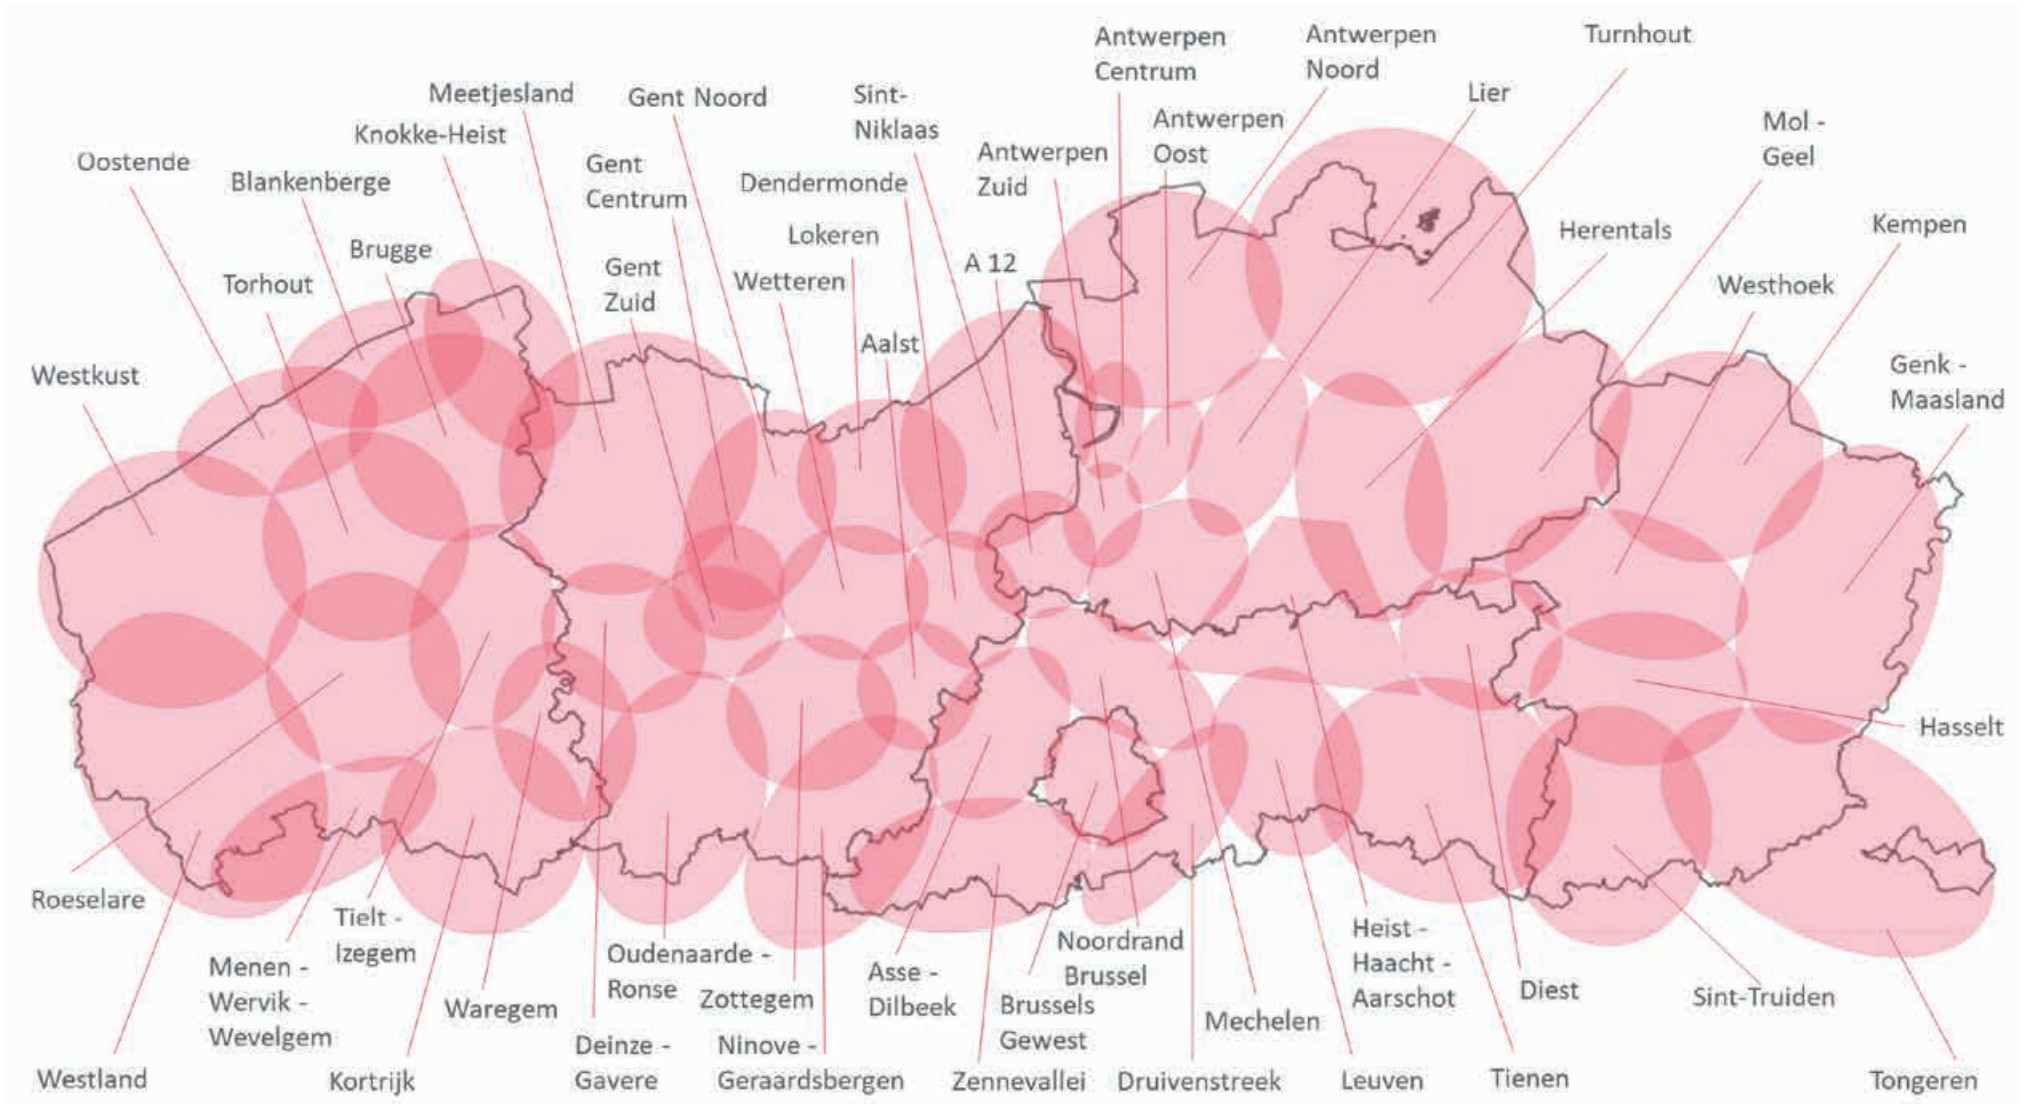 Antwerpen
Centrum
Antwerpen
Noord
Turnhout
Meetjesland
Gent Noord
Sint-
Niklaas
Lier
Knokke-Heist
Antwerpen
Oost
Mol -
Geel
Oostende
Blankenberge
Gent
Centrum
Dendermonde
Antwerpen
Zuid
Brugge
Lokeren
Herentals
Kempen
Torhout
Gent
Zuid
Wetteren
A 12
Westhoek
Westkust
Aalst
Genk -
Maasland
Hasselt
Roeselare
Tielt -
Izegem
Menen -
Wervik -
Wevelgem
Waregem
Oudenaarde -
Ronse
Zottegem
Asse -
Dilbeek
Noordrand
Brussel
Brussels
Gewest
Mechelen
Heist -
Haacht -
Aarschot
Diest
Sint-Truiden
Westland
Kortrijk
Deinze -
Gavere
Ninove -
Geraardsbergen
Zennevallei
Druivenstreek
Leuven
Tienen
Tongeren